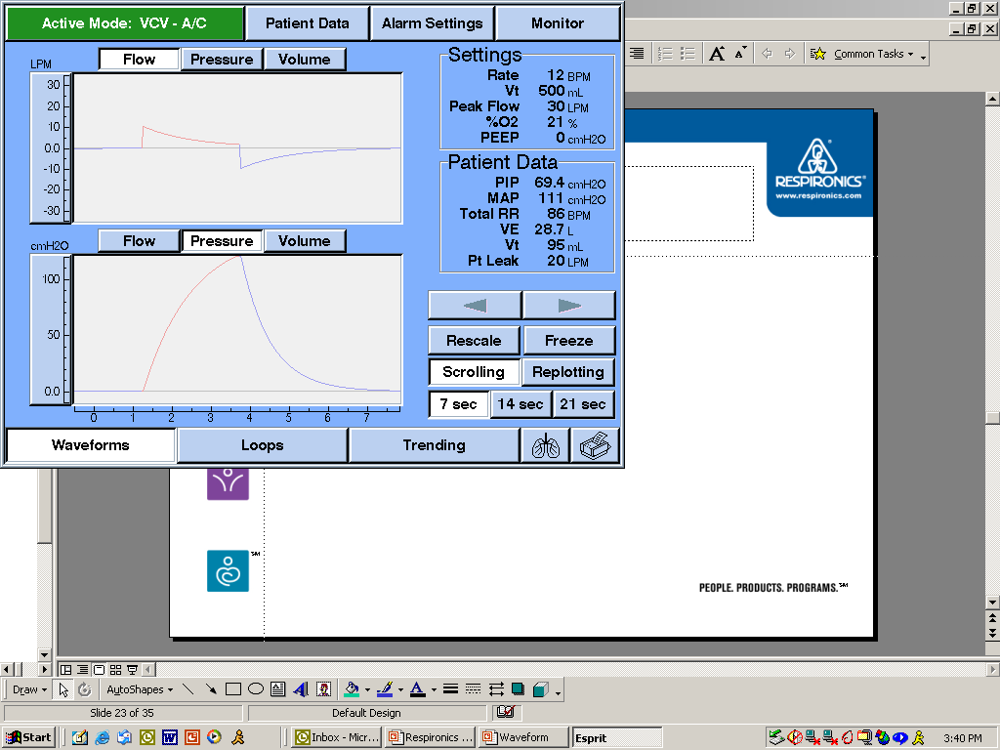 Active Mode: VCV - A/C
Patient Data
Alarm Settings
Monitor
LPM
Flow
Pressure
Volume
30
20
10
0.0
-10
-20
-30
cmH2O
Flow
Pressure
Volume
100
50
0.0
0 1 2 3 4 5 6 7
Settings
Rate 12 BPM
Vt 500 mL
Peak Flow 30 LPM
%O2 21 %
PEEP 0 cmH2O
Patient Data
PIP 69.4 cmH2O
MAP 111 cmH2O
Total RR 86 BPM
VE 28.7 L
Vt 95 mL
Pt Leak 20 LPM
Rescale
Freeze
Scrolling
Replotting
7 sec
14 sec
21 sec
Waveforms
Loops
Trending
A A Common Tasks
RESPIRONICS®
www.respironics.com
SM
PEOPLE. PRODUCTS. PROGRAMS.℠
Draw
AutoShapes
A
A
Slide 23 of 35
Default Design
Start
W
Inbox - Micr...
Respironics ...
Waveform
Esprit
3:40 PM